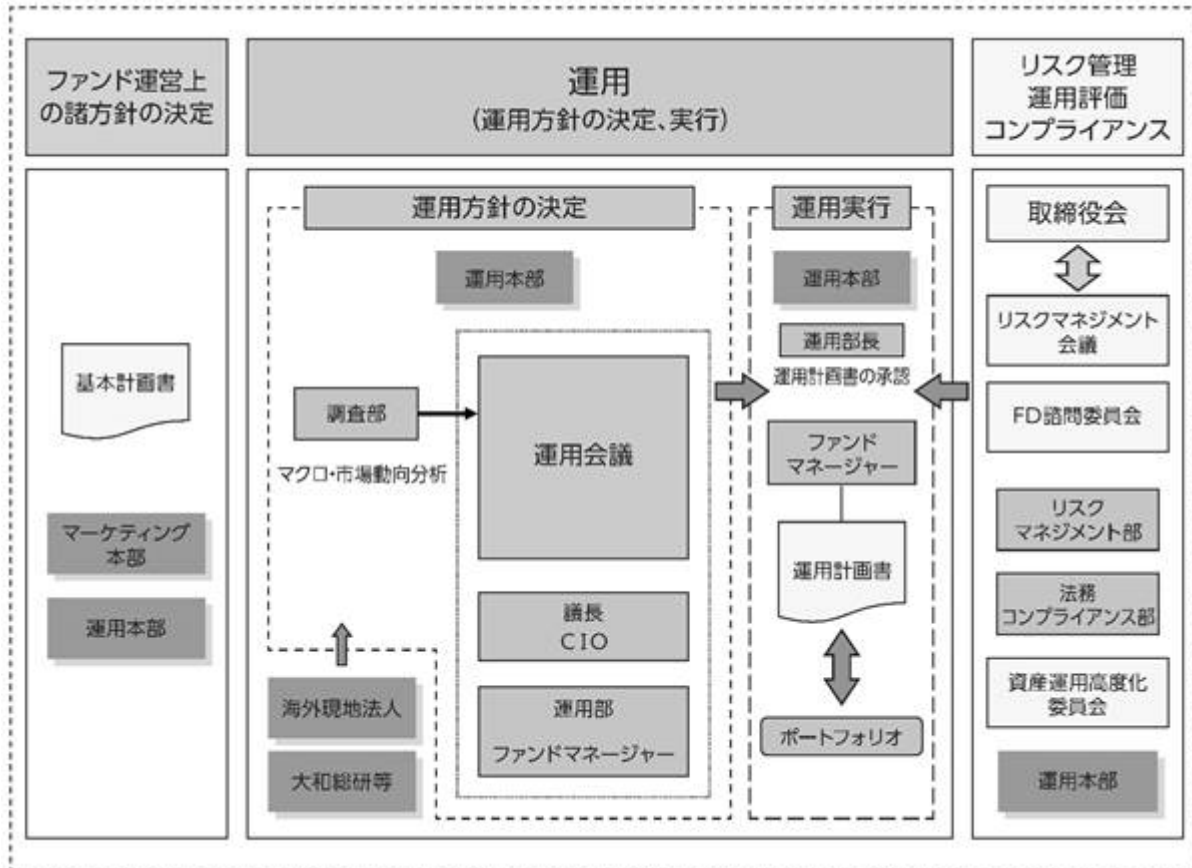 ファンド運営上
の諸方針の決定
基本計画書
マーケティング
本部
運用本部
運用
(運用方針の決定、実行)
運用方針の決定
運用本部
調査部
マクロ・市場動向分析
運用会議
議長
CIO
運用部
ファンドマネージャー
海外現地法人
大和総研等
運用実行
運用本部
運用部長
運用計画書の承認
ファンド
マネージャー
運用計画書
ポートフォリオ
リスク管理
運用評価
コンプライアンス
取締役会
リスクマネジメント
会議
FD諮問委員会
リスク
マネジメント部
法務
コンプライアンス部
資産運用高度化
委員会
運用本部